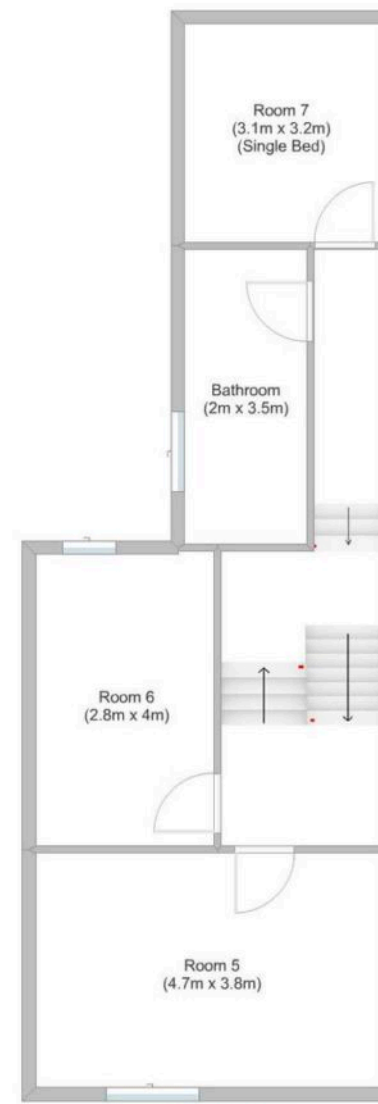 Room 7
(3.1m x 3.2m)
(Single Bed)
Bathroom
(2m x 3.5m)
Room 6
(2.8m x 4m)
Room 5
(4.7m x 3.8m)